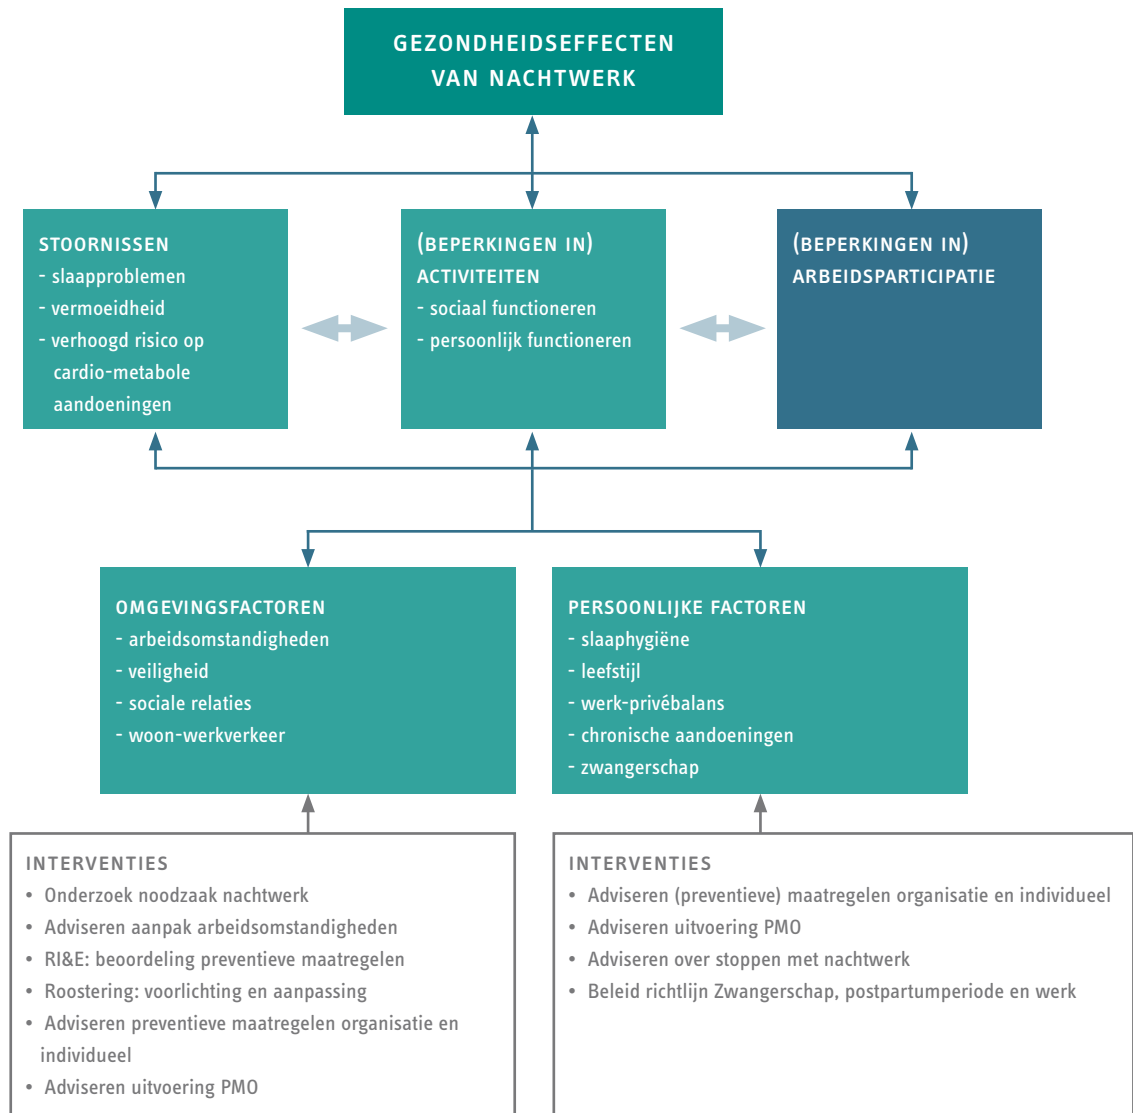 GEZONDHEIDSEFFECTEN
VAN NACHTWERK
STOORNISSEN
- slaapproblemen
- vermoeidheid
- verhoogd risico op
cardio-metabole
aandoeningen
(BEPERKINGEN IN)
ACTIVITEITEN
- sociaal functioneren
- persoonlijk functioneren
(BEPERKINGEN IN)
ARBEIDSPARTICIPATIE
OMGEVINGSFACTOREN
- arbeidsomstandigheden
- veiligheid
- sociale relaties
- woon-werkverkeer
PERSOONLIJKE FACTOREN
- slaaphygiëne
- leefstijl
- werk-privébalans
- chronische aandoeningen
- zwangerschap
INTERVENTIES
• Onderzoek noodzaak nachtwerk
• Adviseren aanpak arbeidsomstandigheden
• RI&E: beoordeling preventieve maatregelen
• Roostering: voorlichting en aanpassing
• Adviseren preventieve maatregelen organisatie en
individueel
• Adviseren uitvoering PMO
INTERVENTIES
• Adviseren (preventieve) maatregelen organisatie en individueel
• Adviseren uitvoering PMO
• Adviseren over stoppen met nachtwerk
• Beleid richtlijn Zwangerschap, postpartumperiode en werk